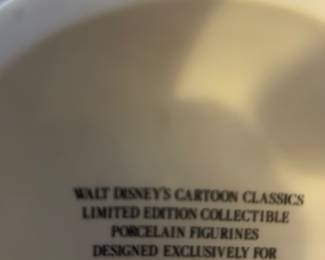 WALT DISNEY'S CARTOON CLASSICS
LIMITED EDITION COLLECTIBLE
PORCELAIN FIGURINES
DESIGNED EXCLUSIVELY FOR